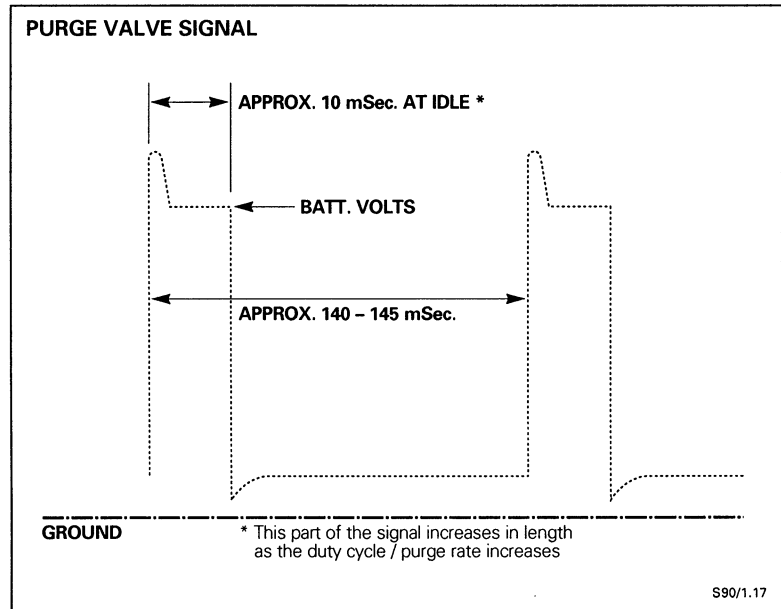 PURGE VALVE SIGNAL
APPROX. 10 mSec. AT IDLE *
BATT. VOLTS
APPROX. 140 – 145 mSec.
GROUND
* This part of the signal increases in length
as the duty cycle / purge rate increases
S90/1.17